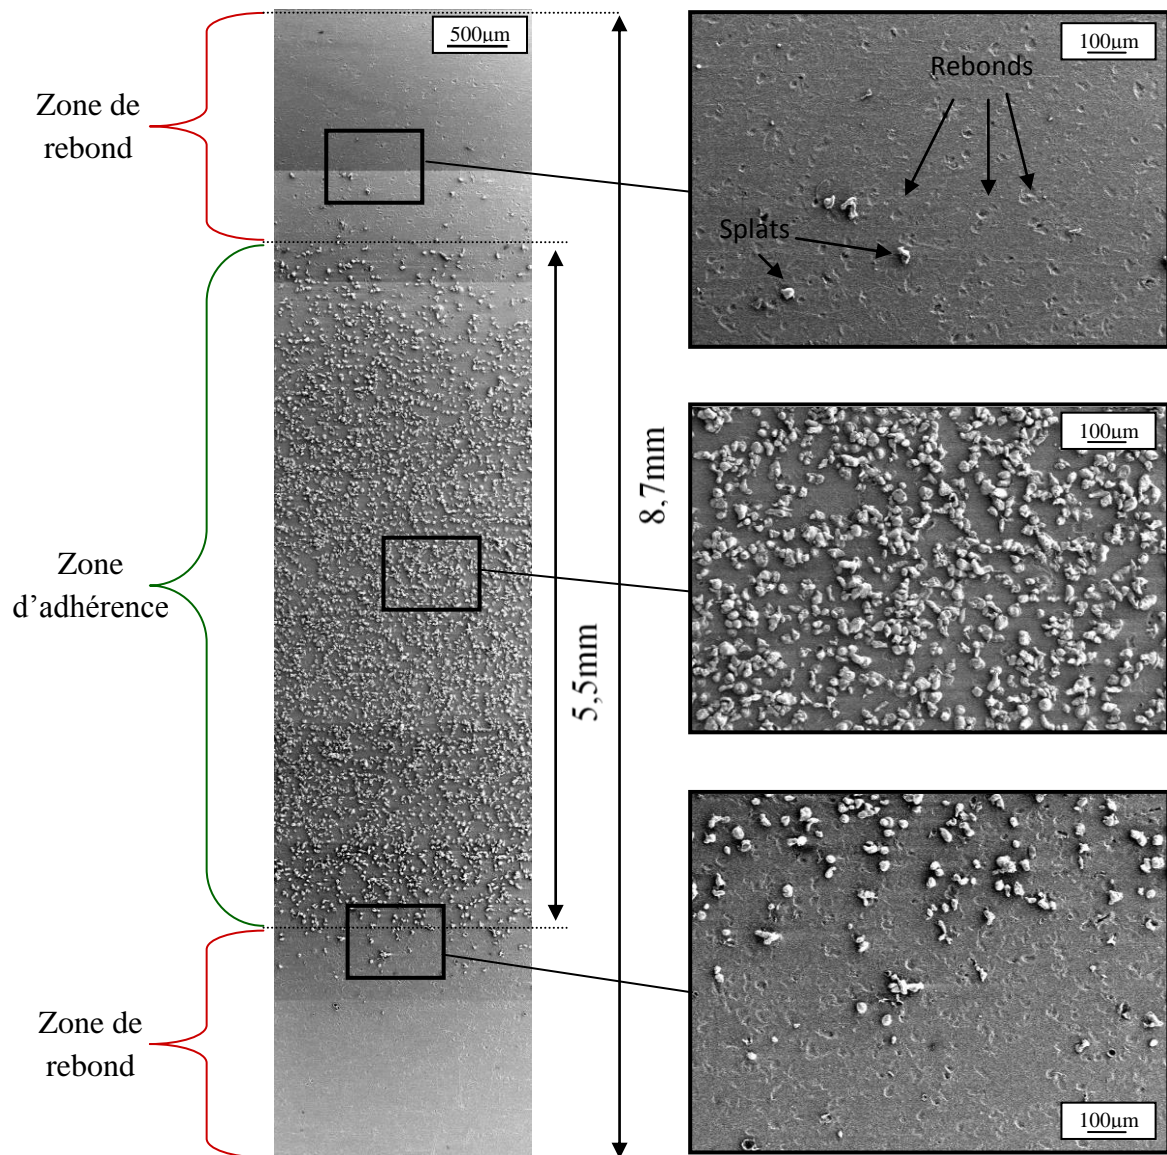 500µm
Zone de
rebond
100µm
Rebonds
Splats
100µm
8,7mm
5,5mm
Zone
d’adhérence
Zone de
rebond
100µm